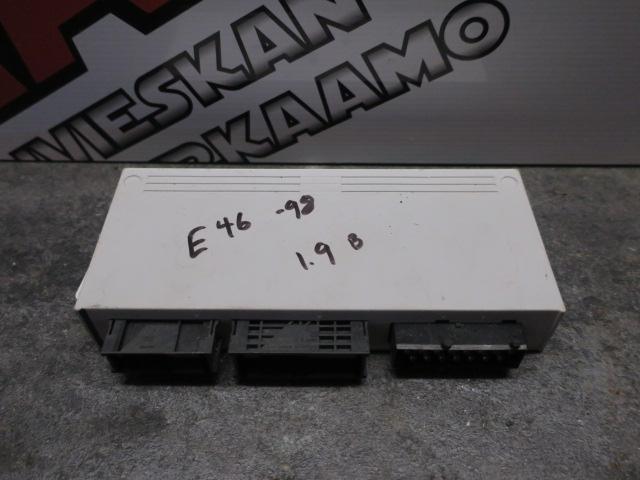 VIESKAN
RKAAMO
E46 -98
1.9 B